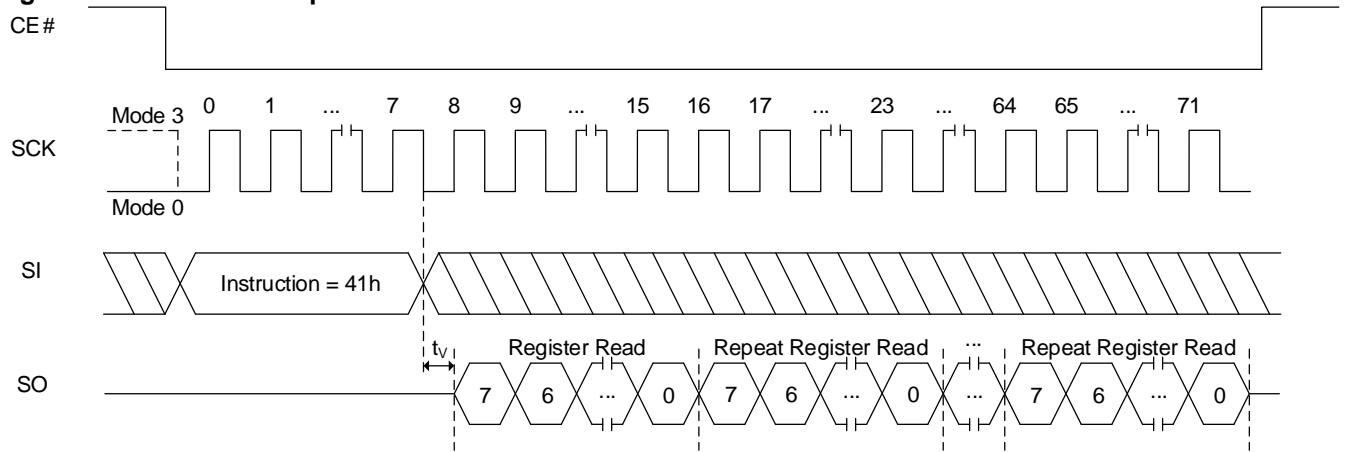 CE#
Mode 3
0 1 ... 7 8 9 ... 15 16 17 ... 23 ... 64 65 ... 71
SCK
Mode 0
SI
Instruction = 41h
tV
Register Read Repeat Register Read ... Repeat Register Read
SO
7 6 ... 0 7 6 ... 0 ... 7 6 ... 0